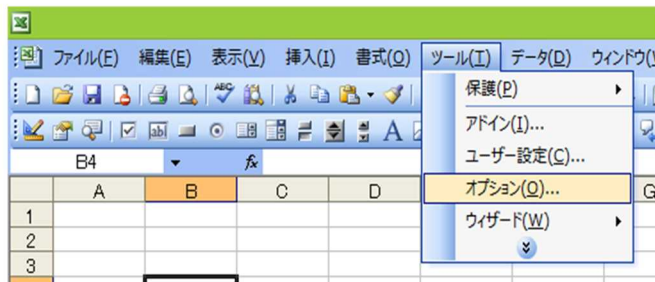 ファイル(F) 編集(E) 表示(V) 挿入(I) 書式(O) ツール(T) データ(D) ウィンドウ(
保護(P)
アドイン(I)...
ユーザー設定(C)...
オプション(O)...
ウィザード(W)
ABC
ab
A
B4 fx
A B C D G
1
2
3